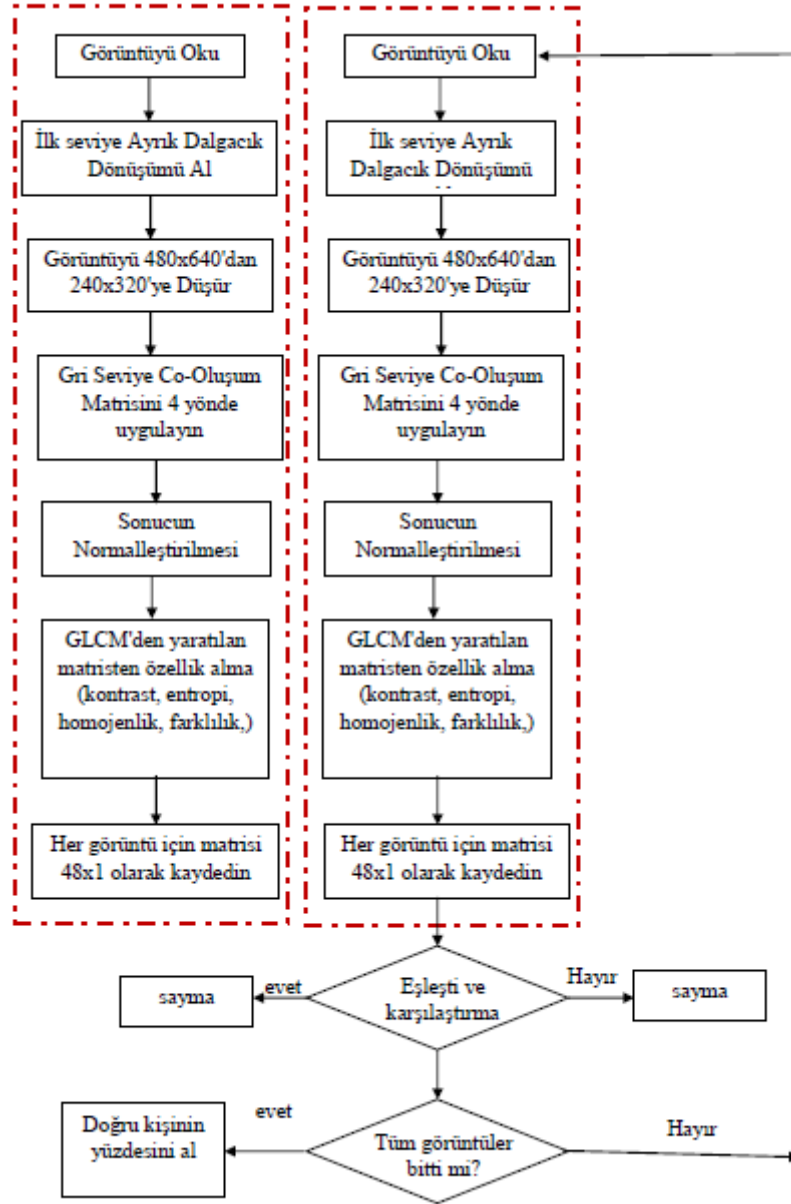 Görüntüyü Oku
İlk seviye Ayrık Dalgacık
Dönüşümü Al
Görüntüyü 480x640'dan
240x320'ye Düşür
Gri Seviye Co-Oluşum
Matrisini 4 yönde
uygulayın
Sonucun
Normalleştirilmesi
GLCM'den yaratılan
matristen özellik alma
(kontrast, entropi,
homojenlik, farklılık,)
Her görüntü için matrisi
48x1 olarak kaydedin
Görüntüyü Oku
İlk seviye Ayrık
Dalgacık Dönüşümü
Görüntüyü 480x640'dan
240x320'ye Düşür
Gri Seviye Co-Oluşum
Matrisini 4 yönde
uygulayın
Sonucun
Normalleştirilmesi
GLCM'den yaratılan
matristen özellik alma
(kontrast, entropi,
homojenlik, farklılık,)
Her görüntü için matrisi
48x1 olarak kaydedin
Eşleşti ve
karşılaştırma
evet
sayma
Hayır
sayma
Tüm görüntüler
bitti mi?
evet
Doğru kişinin
yüzdesini al
Hayır